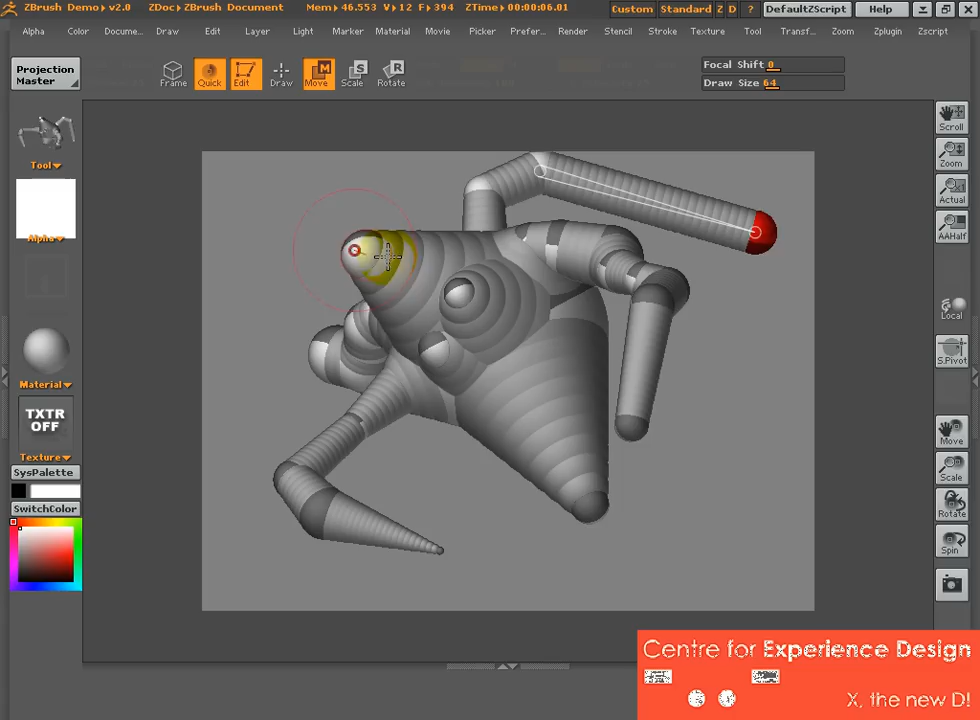 ZBrush Demo v2.0 ZDoc ZBrush Document Mem 46.553 V 12 F 394 ZTime 00:00:06.01 Custom Standard Z D ? DefaultZScript Help
Alpha Color Docume... Draw Edit Layer Light Marker Material Movie Picker Prefer... Render Stencil Stroke Texture Tool Transf... Zoom Zplugin Zscript
Projection
Master
Frame Quick Edit Draw Move Scale Rotate
M S R
Focal Shift 0
Draw Size 64
Tool
Alpha
Material
TXTR
OFF
Texture
SysPalette
SwitchColor
Scroll
Zoom
Actual
AAHalf
Local
S.Pivot
Move
Scale
Rotate
Spin
Centre for Experience Design
X, the new D!